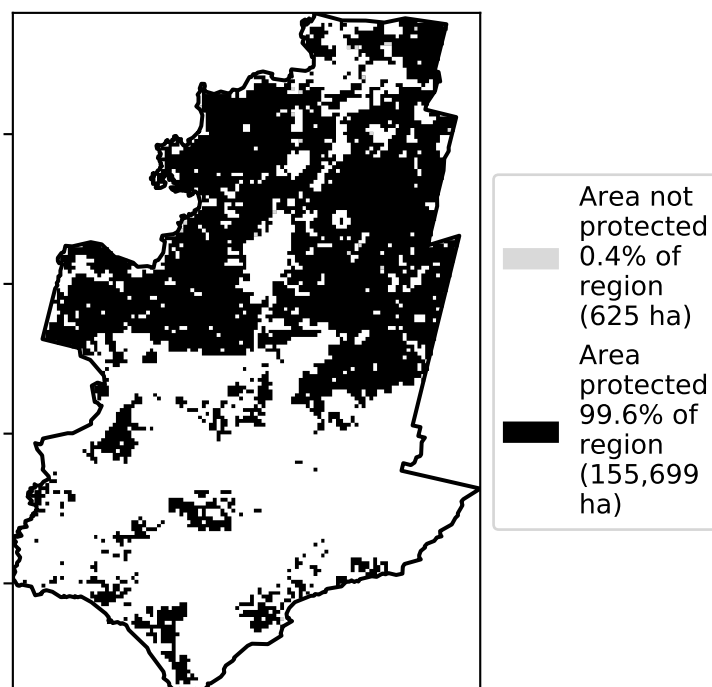 Area not
protected
0.4% of
region
(625 ha)
Area
protected
99.6% of
region
(155,699
ha)